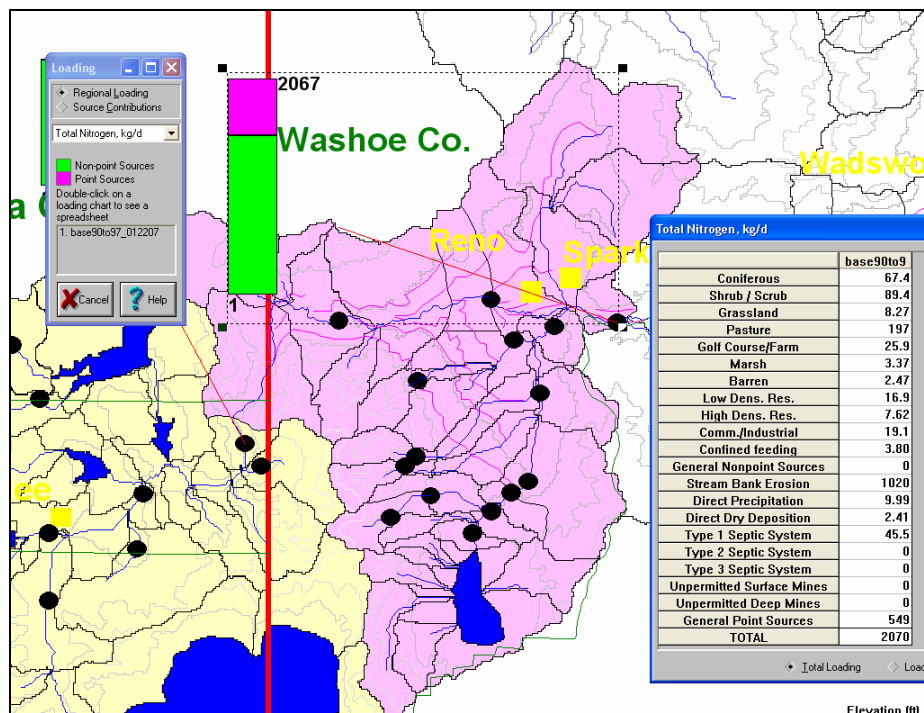 Loading
Regional Loading
Source Contributions
Total Nitrogen, kg/d
Non-point Sources
Point Sources
Double-click on a
loading chart to see a
spreadsheet
1. base90to97_012207
Cancel
Help
2067
1
Washoe Co.
a C
Reno
Spark
Wadswo
ee
Total Nitrogen, kg/d
base90to9
Coniferous 67.4
Shrub / Scrub 89.4
Grassland 8.27
Pasture 197
Golf Course/Farm 25.9
Marsh 3.37
Barren 2.47
Low Dens. Res. 16.9
High Dens. Res. 7.62
Comm./Industrial 19.1
Confined feeding 3.80
General Nonpoint Sources 0
Stream Bank Erosion 1020
Direct Precipitation 9.99
Direct Dry Deposition 2.41
Type 1 Septic System 45.5
Type 2 Septic System 0
Type 3 Septic System 0
Unpermitted Surface Mines 0
Unpermitted Deep Mines 0
General Point Sources 549
TOTAL 2070
Total Loading Load
Elevation (ft)